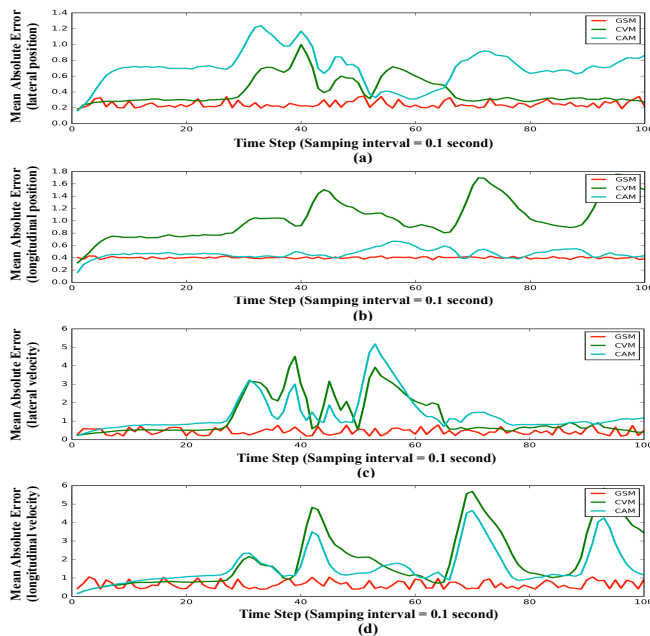 Mean Absolute Error
(lateral position)
1.4
1.2
1.0
0.8
0.6
0.4
0.2
0.0
GSM
CVM
CAM
0
20
40
60
80
100
Time Step (Samping interval = 0.1 second)
(a)
Mean Absolute Error
(longitudinal position)
1.8
1.6
1.4
1.2
1.0
0.8
0.6
0.4
0.2
0.0
GSM
CVM
CAM
0
20
40
60
80
100
Time Step (Samping interval = 0.1 second)
(b)
Mean Absolute Error
(lateral velocity)
6
5
4
3
2
1
0
GSM
CVM
CAM
0
20
40
60
80
100
Time Step (Samping interval = 0.1 second)
(c)
Mean Absolute Error
(longitudinal velocity)
6
5
4
3
2
1
0
GSM
CVM
CAM
0
20
40
60
80
100
Time Step (Samping interval = 0.1 second)
(d)